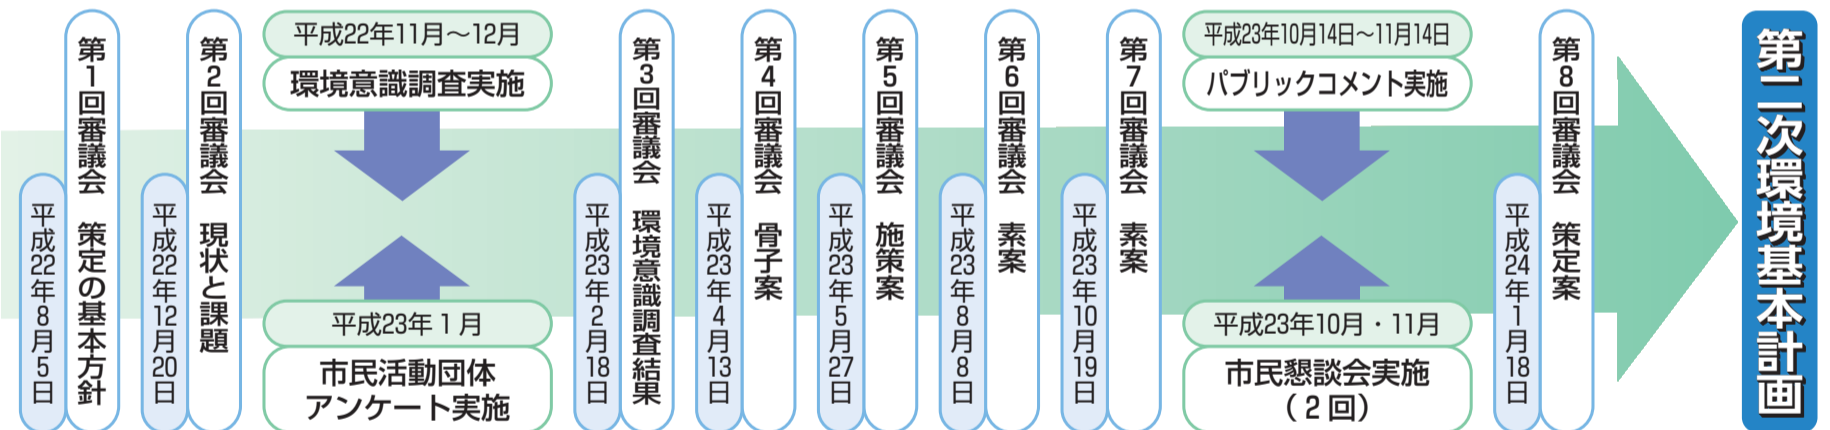 平成22年8月5日
第1回審議会 策定の基本方針
平成22年12月20日
第2回審議会 現状と課題
平成22年11月～12月
環境意識調査実施
平成23年1月
市民活動団体
アンケート実施
平成23年2月18日
第3回審議会 環境意識調査結果
平成23年4月13日
第4回審議会 骨子案
平成23年5月27日
第5回審議会 施策案
平成23年8月8日
第6回審議会 素案
平成23年10月19日
第7回審議会 素案
平成23年10月14日～11月14日
パブリックコメント実施
平成23年10月・11月
市民懇談会実施
（2回）
平成24年1月18日
第8回審議会 策定案
第二次環境基本計画